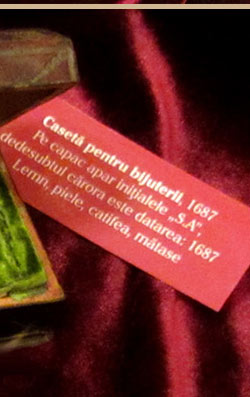 Casetă pentru bijuterii, 1687
Pe capac apar inițialele „S.A”,
dedesubtul cărora este datarea: 1687
Lemn, piele, catifea, mătase